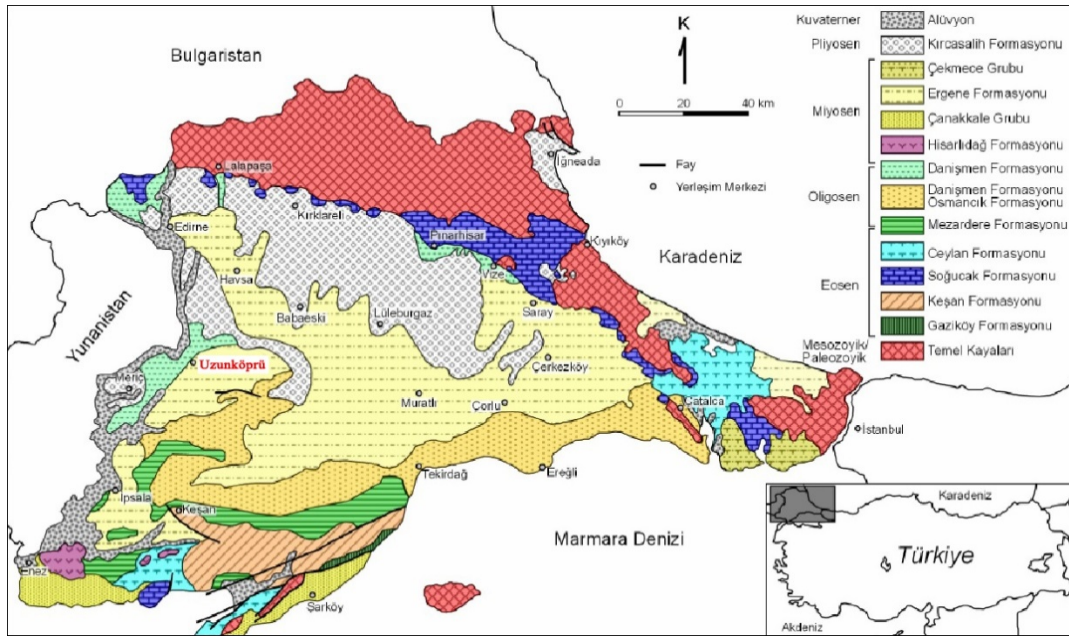 Bulgaristan
K
0 20 40 km
Fay
Yerleşim Merkezi
Kuvaterner
Alüvyon
Pliyosen
Kırcasalih Formasyonu
Miyosen
Çekmece Grubu
Ergene Formasyonu
Çanakkale Grubu
Hisarlıdağ Formasyonu
Oligosen
Danişmen Formasyonu
Danişmen Formasyonu
Osmancık Formasyonu
Mezardere Formasyonu
Eosen
Ceylan Formasyonu
Soğucak Formasyonu
Keşan Formasyonu
Gaziköy Formasyonu
Mesozoyik/
Paleozoyik
Temel Kayaları
İğneada
Lalapaşa
Kırklareli
Edirne
Pınarhisar
Kıyıköy
Karadeniz
Vize
Havsa
Babaeski
Lüleburgaz
Saray
Yunanistan
Uzunköprü
Çerkezköy
Meriç
Muratlı
Çorlu
Çatalca
İstanbul
Tekirdağ
Ereğli
İpsala
Keşan
Marmara Denizi
Enez
Şarköy
Karadeniz
Türkiye
Akdeniz